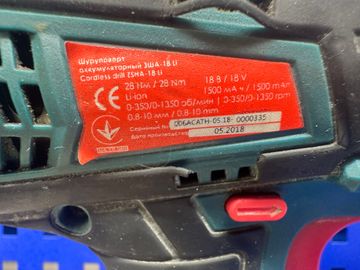 Шуруповерт
аккумуляторный ЗША-18 Li
Cordless drill ZSHA-18 Li
28 Нм / 28 Nm 18 В / 18 V
Li-ion 1500 мА·ч / 1500 mAh
0-350/0-1350 об/мин | 0-350/0-1350 rpm
0.8-10 мм / 0.8-10 mm
0000335
Дата производства 05.2018